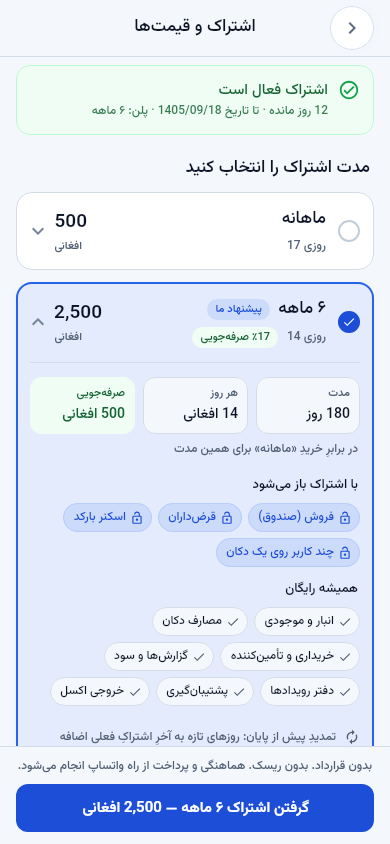 اشتراک و قیمت‌ها
اشتراک فعال است
12 روز مانده · تا تاریخ 1405/09/18 · پلن: ۶ ماهه
مدت اشتراک را انتخاب کنید
ماهانه
500
روزی 17
افغانی
۶ ماهه
پیشنهاد ما
2,500
روزی 14
17٪ صرفه‌جویی
افغانی
مدت
هر روز
صرفه‌جویی
180 روز
14 افغانی
500 افغانی
در برابرِ خریدِ «ماهانه» برای همین مدت
با اشتراک باز می‌شود
فروش (صندوق)
قرض‌داران
اسکنر بارکد
چند کاربر روی یک دکان
همیشه رایگان
انبار و موجودی
مصارف دکان
خریداری و تأمین‌کننده
گزارش‌ها و سود
دفتر رویدادها
پشتیبان‌گیری
خروجی اکسل
تمدیدِ پیش از پایان: روزهای تازه به آخرِ اشتراکِ فعلی اضافه
بدون قرارداد. بدون ریسک. هماهنگی و پرداخت از راه واتساپ انجام می‌شود.
گرفتن اشتراک ۶ ماهه — 2,500 افغانی